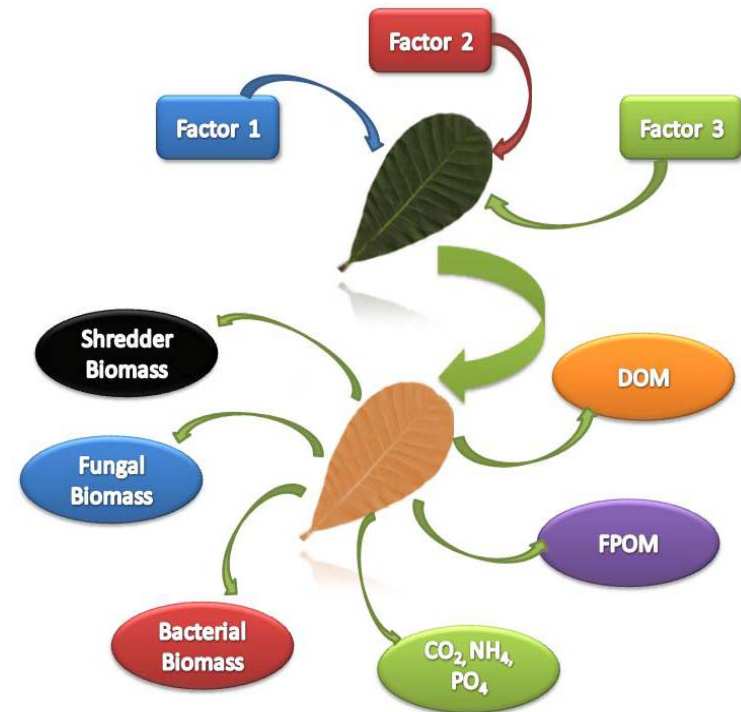 Factor 2
Factor 1
Factor 3
Shredder
Biomass
DOM
Fungal
Biomass
FPOM
Bacterial
Biomass
CO₂, NH₄,
PO₄